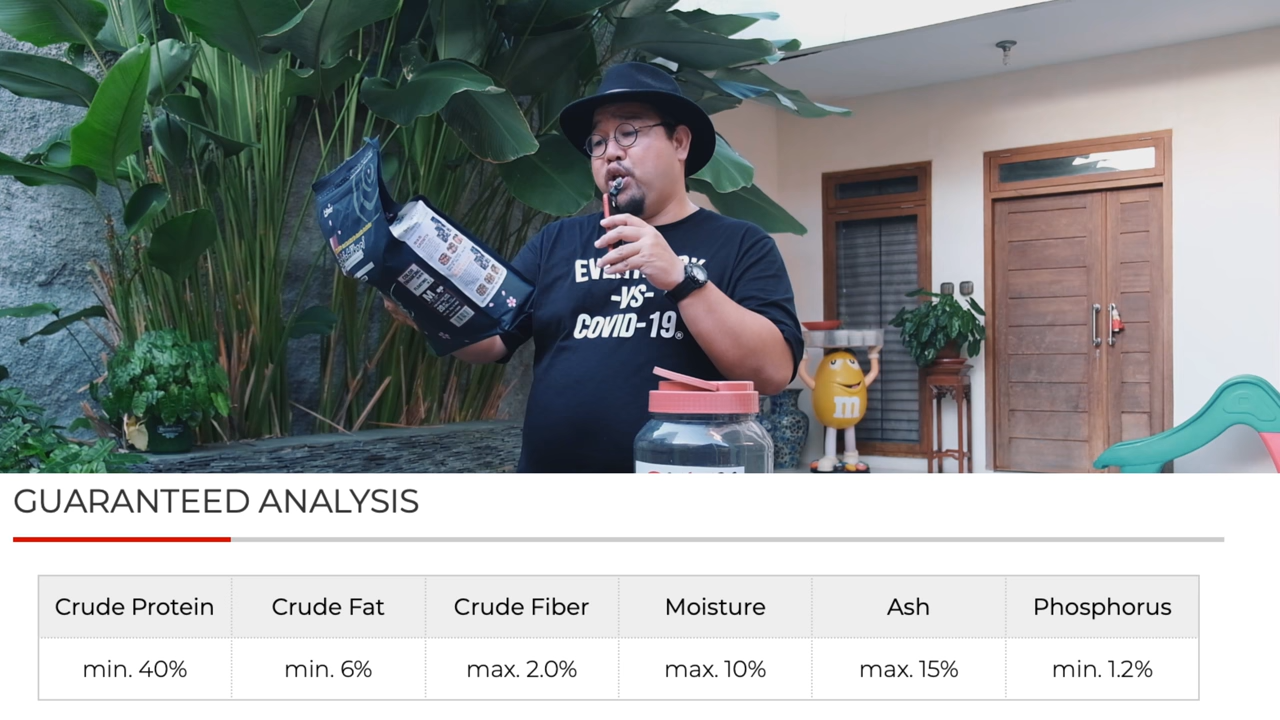 -VS-
COVID-19
m
GUARANTEED ANALYSIS
Crude Protein
Crude Fat
Crude Fiber
Moisture
Ash
Phosphorus
min. 40%
min. 6%
max. 2.0%
max. 10%
max. 15%
min. 1.2%